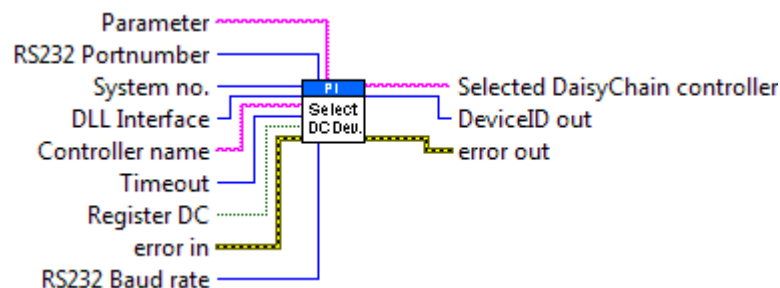 Parameter
RS232 Portnumber
System no.
DLL Interface
Controller name
Timeout
Register DC
error in
RS232 Baud rate
PI
Select
DC Dev.
Selected DaisyChain controller
DeviceID out
error out